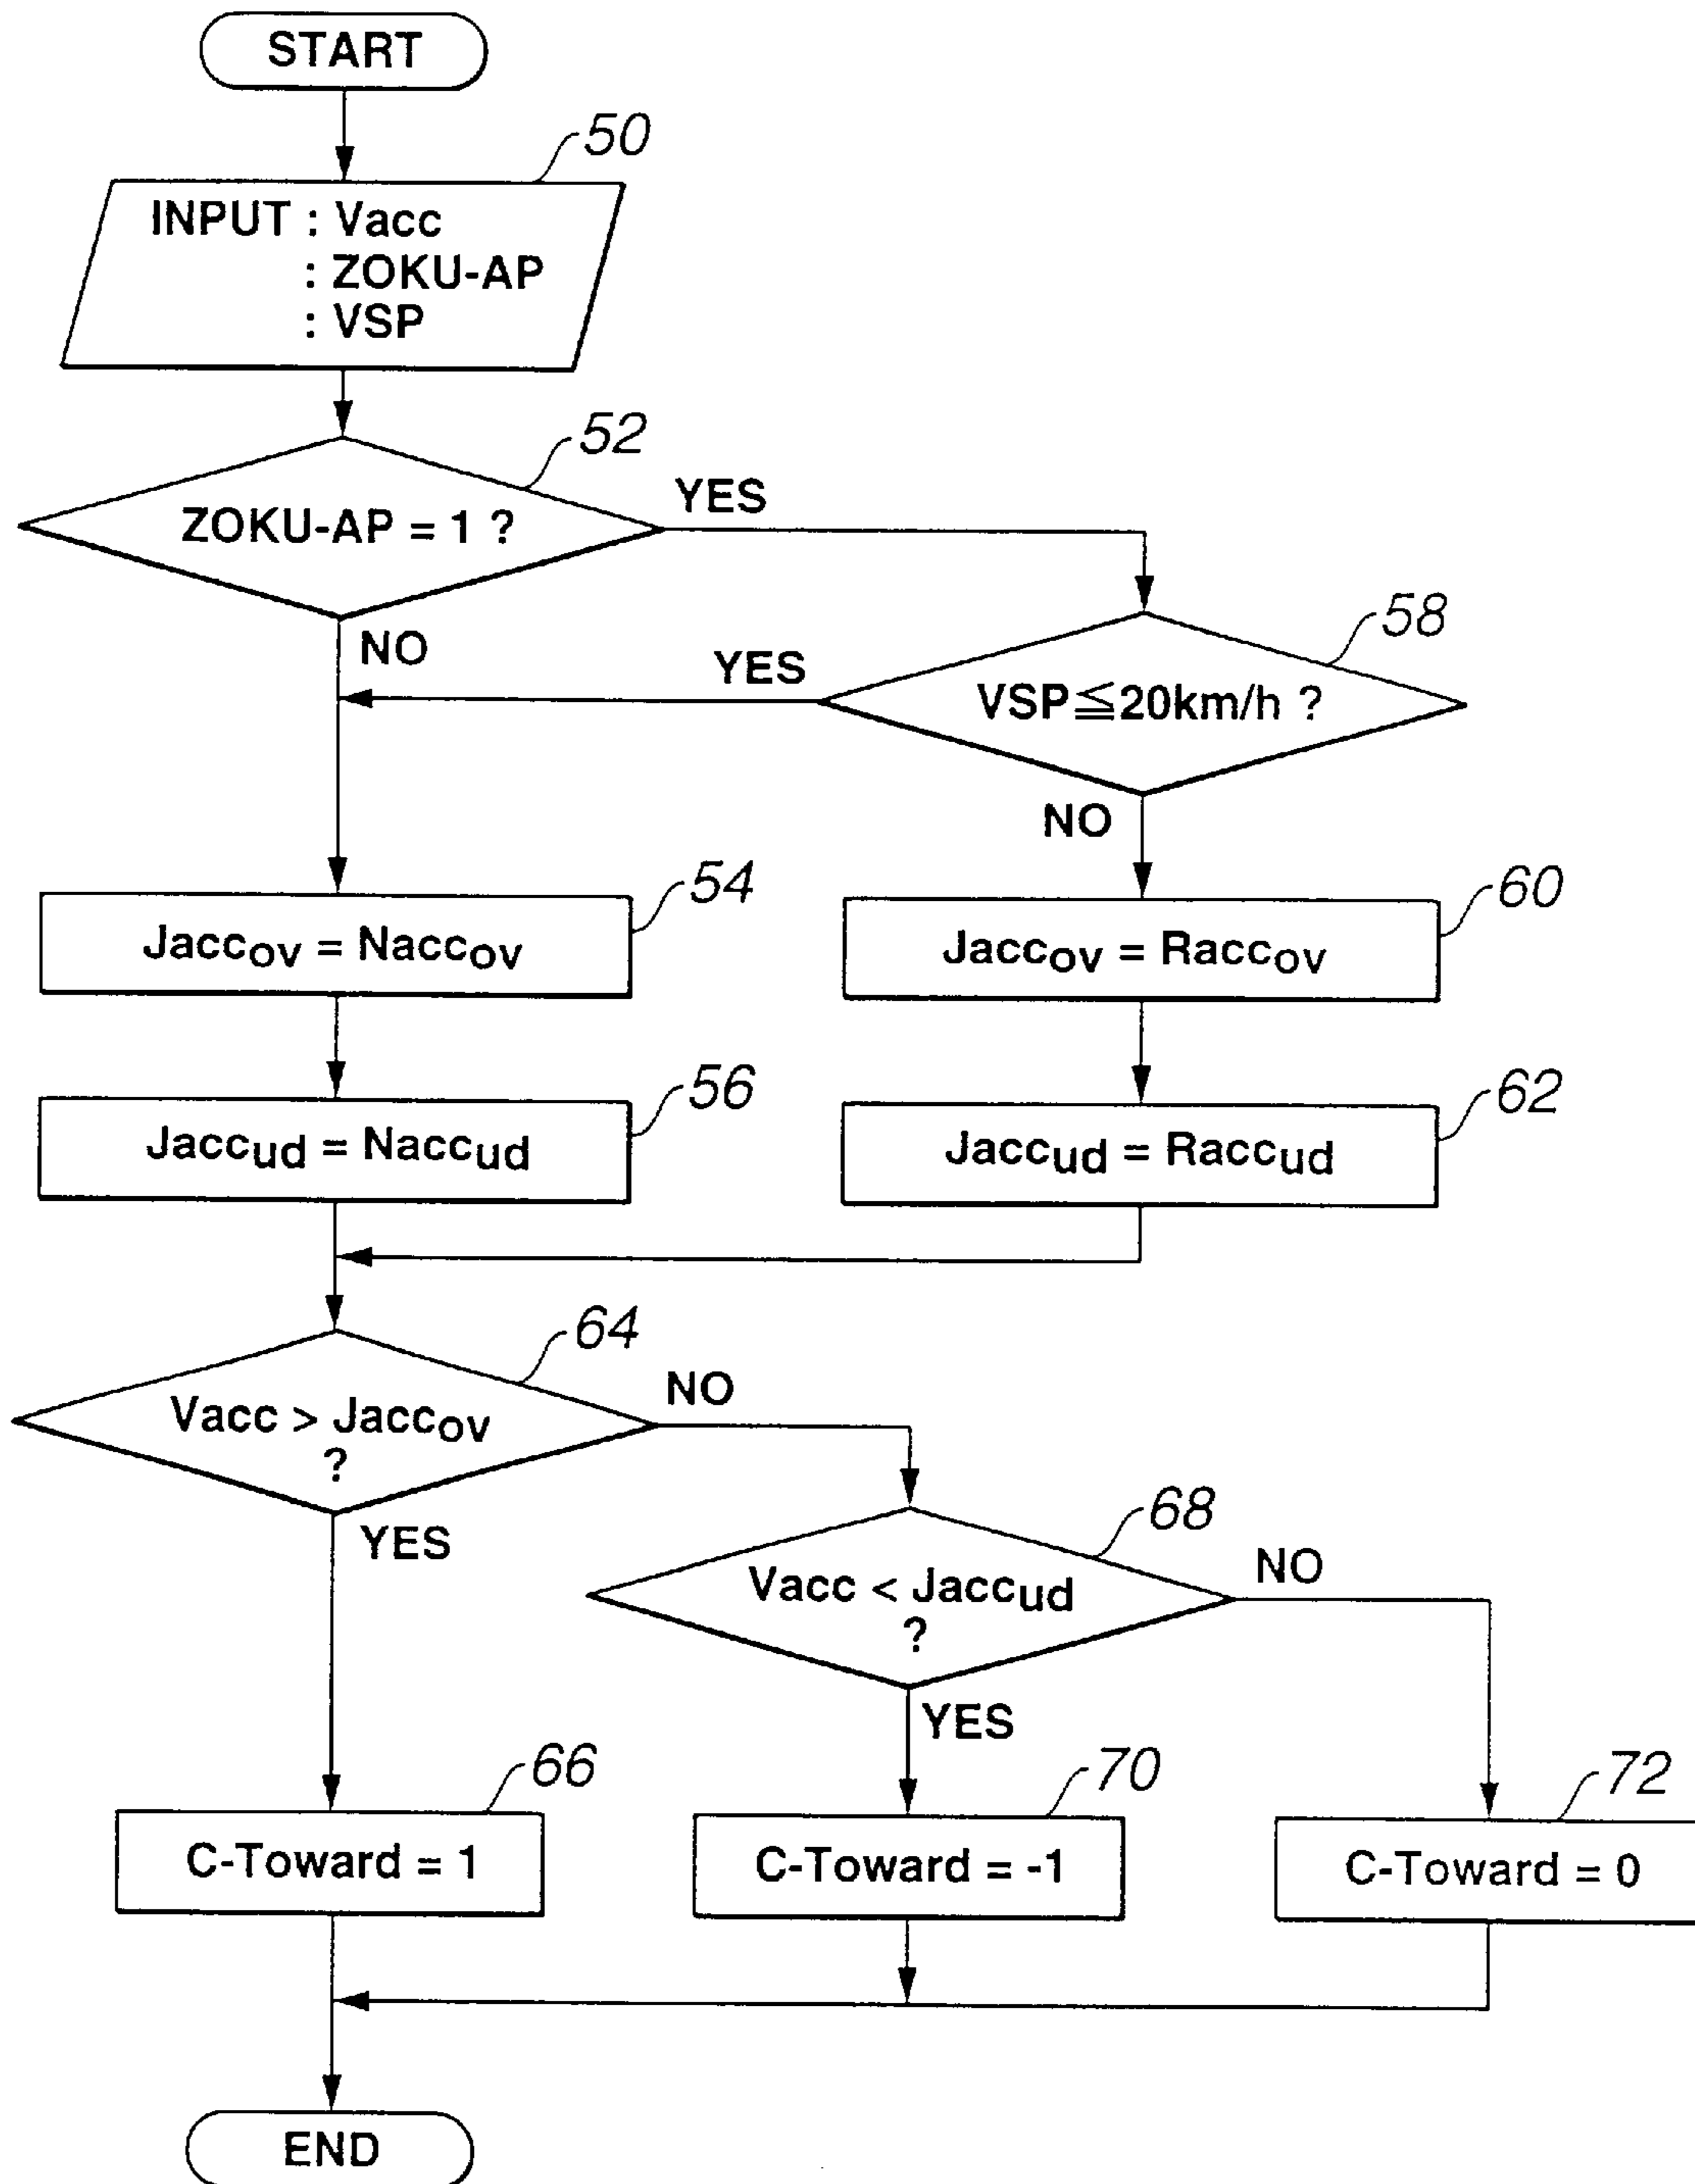 START
50
INPUT : Vacc
: ZOKU-AP
: VSP
52
ZOKU-AP = 1 ?
YES
NO
58
VSP≦20km/h ?
YES
NO
54
Jaccov = Naccov
60
Jaccov = Raccov
56
Jaccud = Naccud
62
Jaccud = Raccud
64
Vacc > Jaccov
?
NO
YES
68
Vacc < Jaccud
?
NO
YES
66
C-Toward = 1
70
C-Toward = -1
72
C-Toward = 0
END